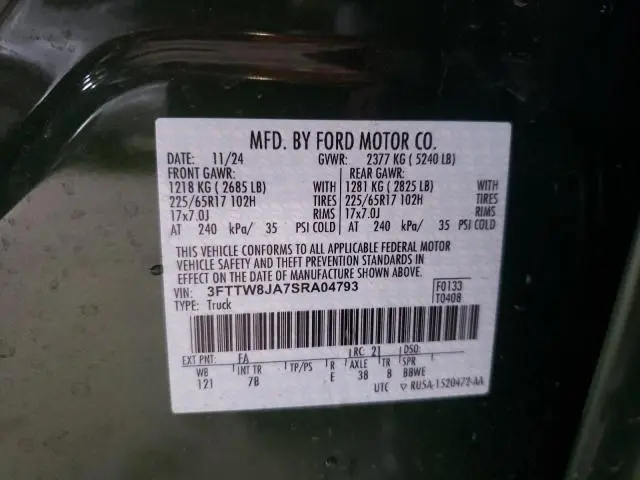 MFD. BY FORD MOTOR CO.
DATE: 11/24 GVWR: 2377 KG ( 5240 LB)
FRONT GAWR: REAR GAWR:
1218 KG ( 2685 LB) WITH 1281 KG ( 2825 LB) WITH
225/65R17 102H TIRES 225/65R17 102H TIRES
17x7.0J RIMS 17x7.0J RIMS
AT 240 kPa/ 35 PSI COLD AT 240 kPa/ 35 PSI COLD
THIS VEHICLE CONFORMS TO ALL APPLICABLE FEDERAL MOTOR
VEHICLE SAFETY AND THEFT PREVENTION STANDARDS IN
EFFECT ON THE DATE OF MANUFACTURE SHOWN ABOVE.
VIN: 3FTTW8JA7SRA04793 F0133
TYPE: Truck T0408
EXT PNT: FA RC: 21 DSO:
WB INT TR TP/PS R AXLE TR SPR
121 7B E 38 8 BBWE
UTC ▽ RU5A-1520472-AA